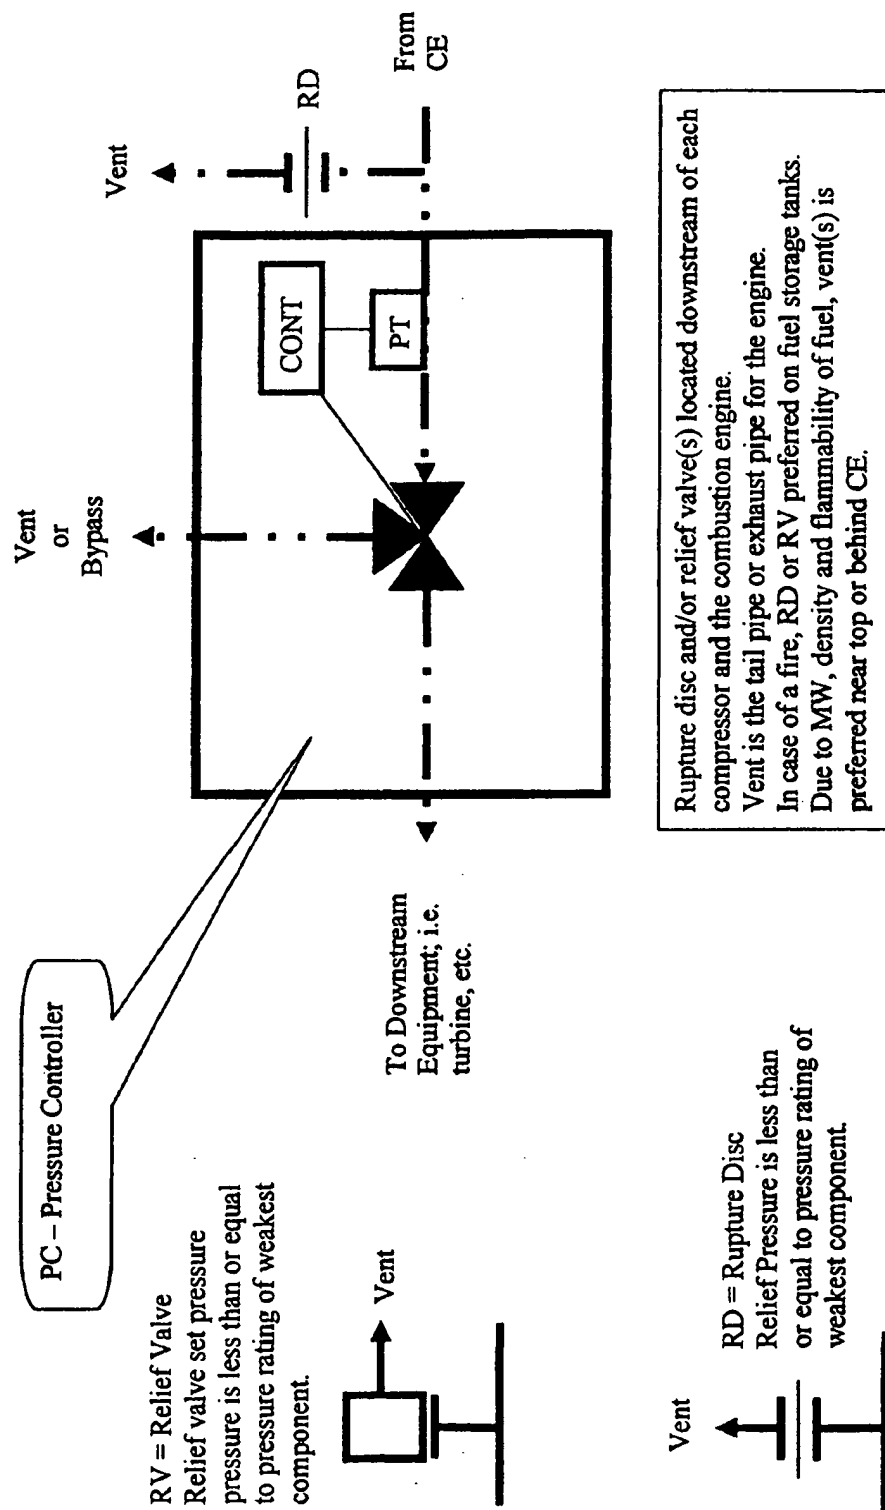 PC – Pressure Controller
RV = Relief Valve
Relief valve set pressure
pressure is less than or equal
to pressure rating of weakest
component.
Vent
Vent
or
Bypass
Vent
RD
CONT
PT
From
CE
To Downstream
Equipment; i.e.
turbine, etc.
Vent
RD = Rupture Disc
Relief Pressure is less than
or equal to pressure rating of
weakest component.
Rupture disc and/or relief valve(s) located downstream of each
compressor and the combustion engine.
Vent is the tail pipe or exhaust pipe for the engine.
In case of a fire, RD or RV preferred on fuel storage tanks.
Due to MW, density and flammability of fuel, vent(s) is
preferred near top or behind CE.